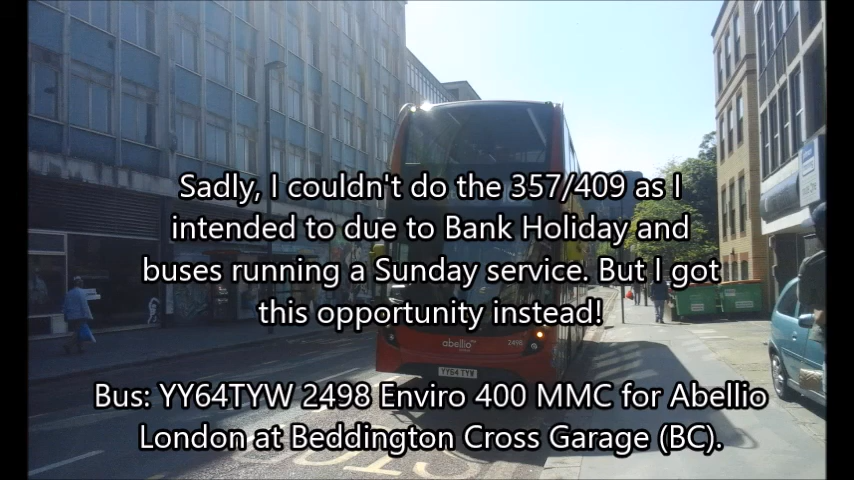 Sadly, I couldn't do the 357/409 as I
intended to due to Bank Holiday and
buses running a Sunday service. But I got
this opportunity instead!
Bus: YY64TYW 2498 Enviro 400 MMC for Abellio
London at Beddington Cross Garage (BC).
abellio
2498
YY64 TYW